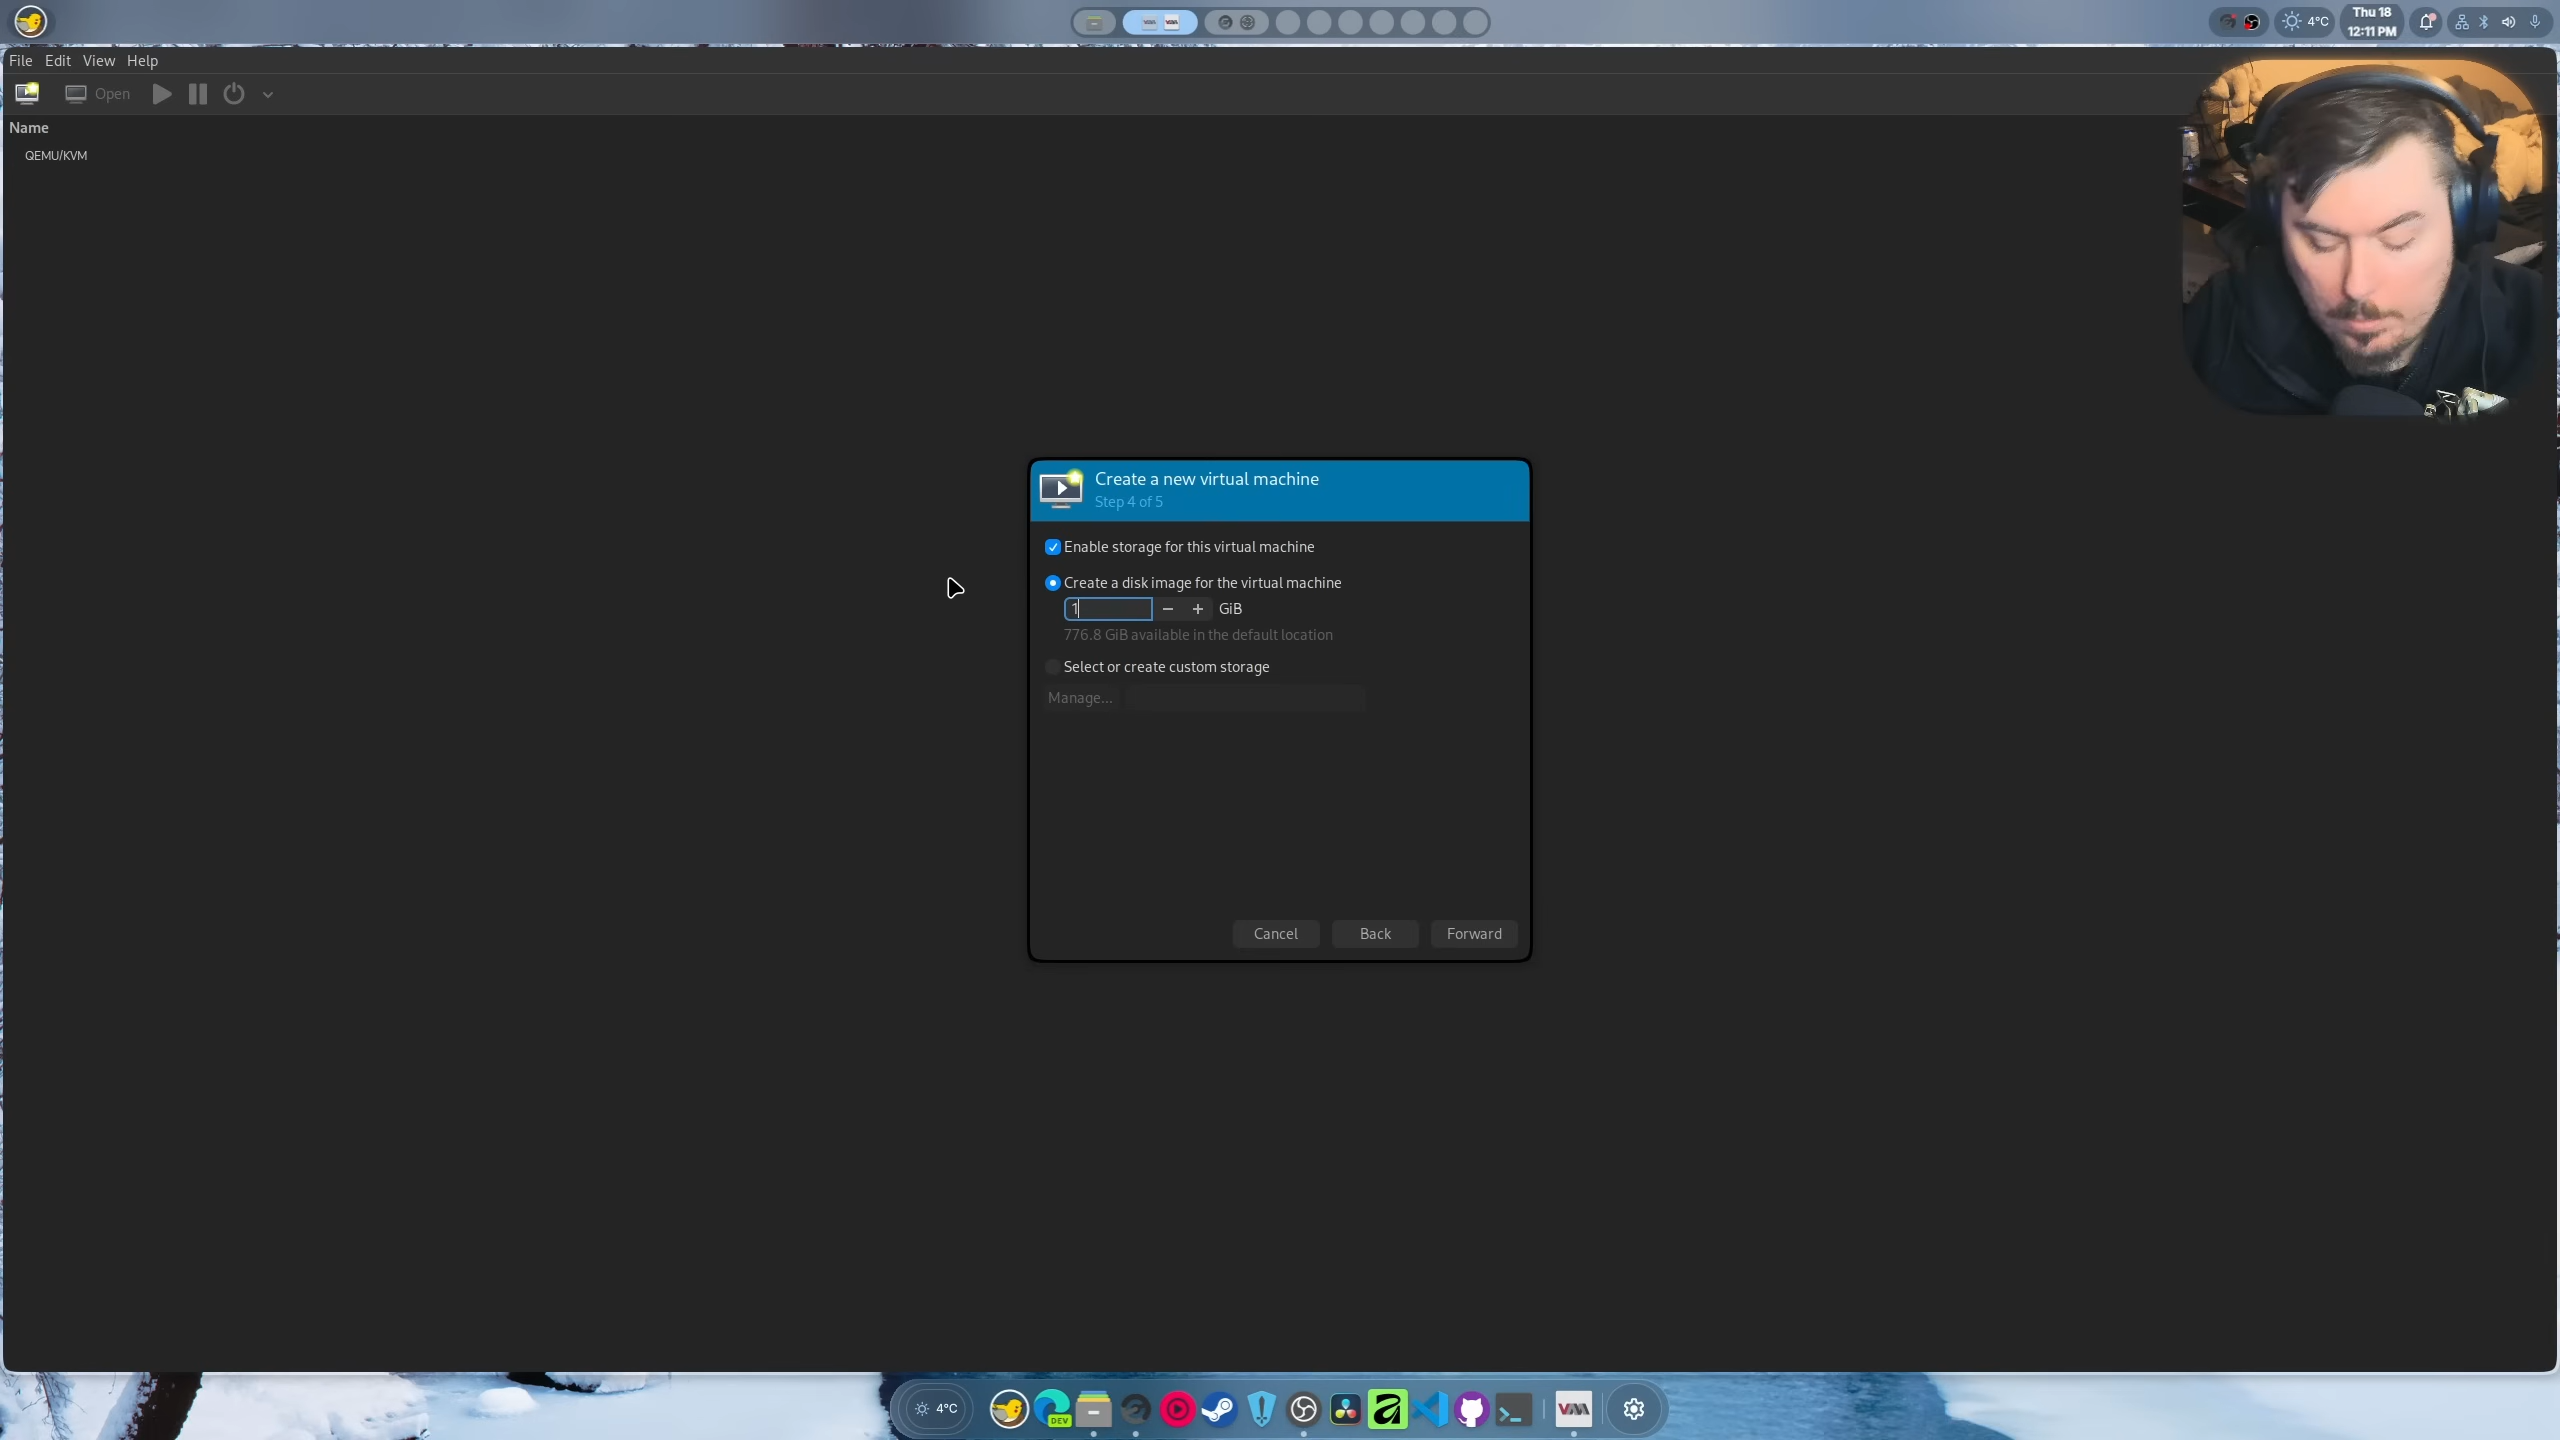 4°C
Thu 18
12:11 PM
File Edit View Help
Open
Name
QEMU/KVM
Create a new virtual machine
Step 4 of 5
Enable storage for this virtual machine
Create a disk image for the virtual machine
1 GiB
776.8 GiB available in the default location
Select or create custom storage
Manage...
Cancel Back Forward
4°C
DEV